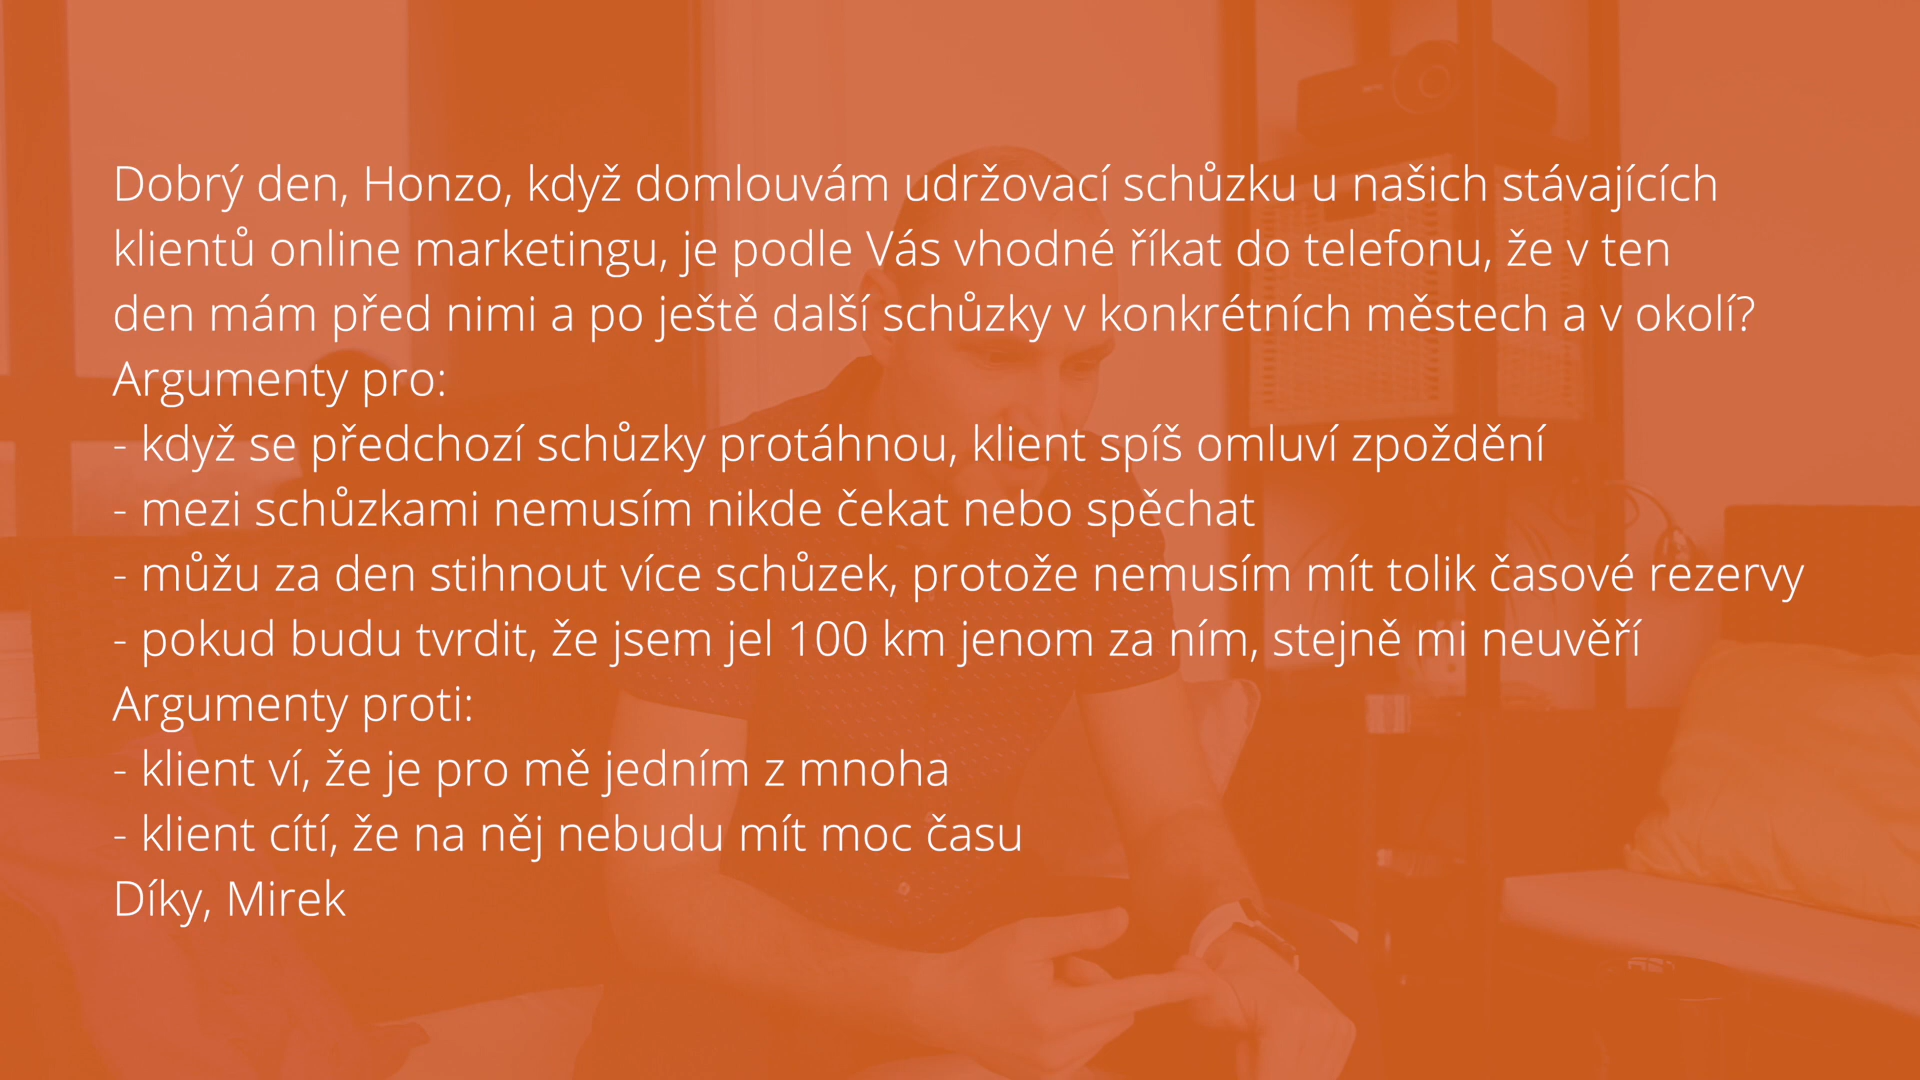 Dobrý den, Honzo, když domlouvám udržovací schůzku u našich stávajících
klientů online marketingu, je podle Vás vhodné říkat do telefonu, že v ten
den mám před nimi a po ještě další schůzky v konkrétních městech a v okolí?
Argumenty pro:
- když se předchozí schůzky protáhnou, klient spíš omluví zpoždění
- mezi schůzkami nemusím nikde čekat nebo spěchat
- můžu za den stihnout více schůzek, protože nemusím mít tolik časové rezervy
- pokud budu tvrdit, že jsem jel 100 km jenom za ním, stejně mi neuvěří
Argumenty proti:
- klient ví, že je pro mě jedním z mnoha
- klient cítí, že na něj nebudu mít moc času
Díky, Mirek